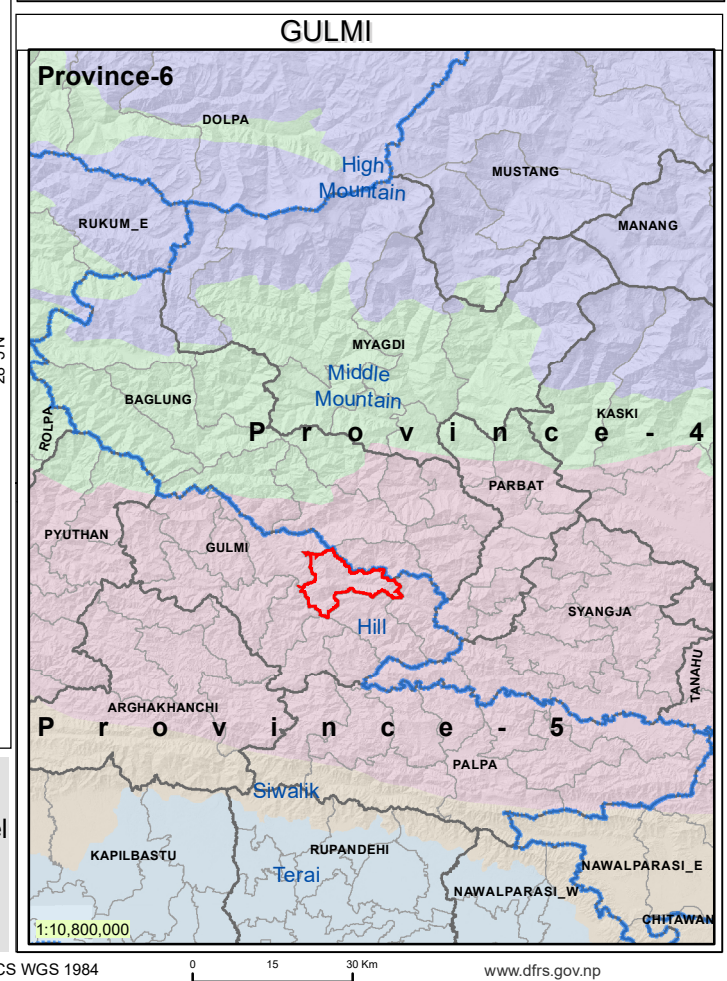 GULMI
Province-6
DOLPA
High
Mountain
MUSTANG
RUKUM_E
MANANG
MYAGDI
Middle
Mountain
BAGLUNG
KASKI
ROLPA
Province-4
PARBAT
PYUTHAN
GULMI
SYANGJA
Hill
TANAHU
ARGHAKHANCHI
Province-5
PALPA
Siwalik
RUPANDEHI
KAPILBASTU
Terai
NAWALPARASI_E
NAWALPARASI_W
CHITAWAN
1:10,800,000
CS WGS 1984
0 15 30 Km
www.dfrs.gov.np